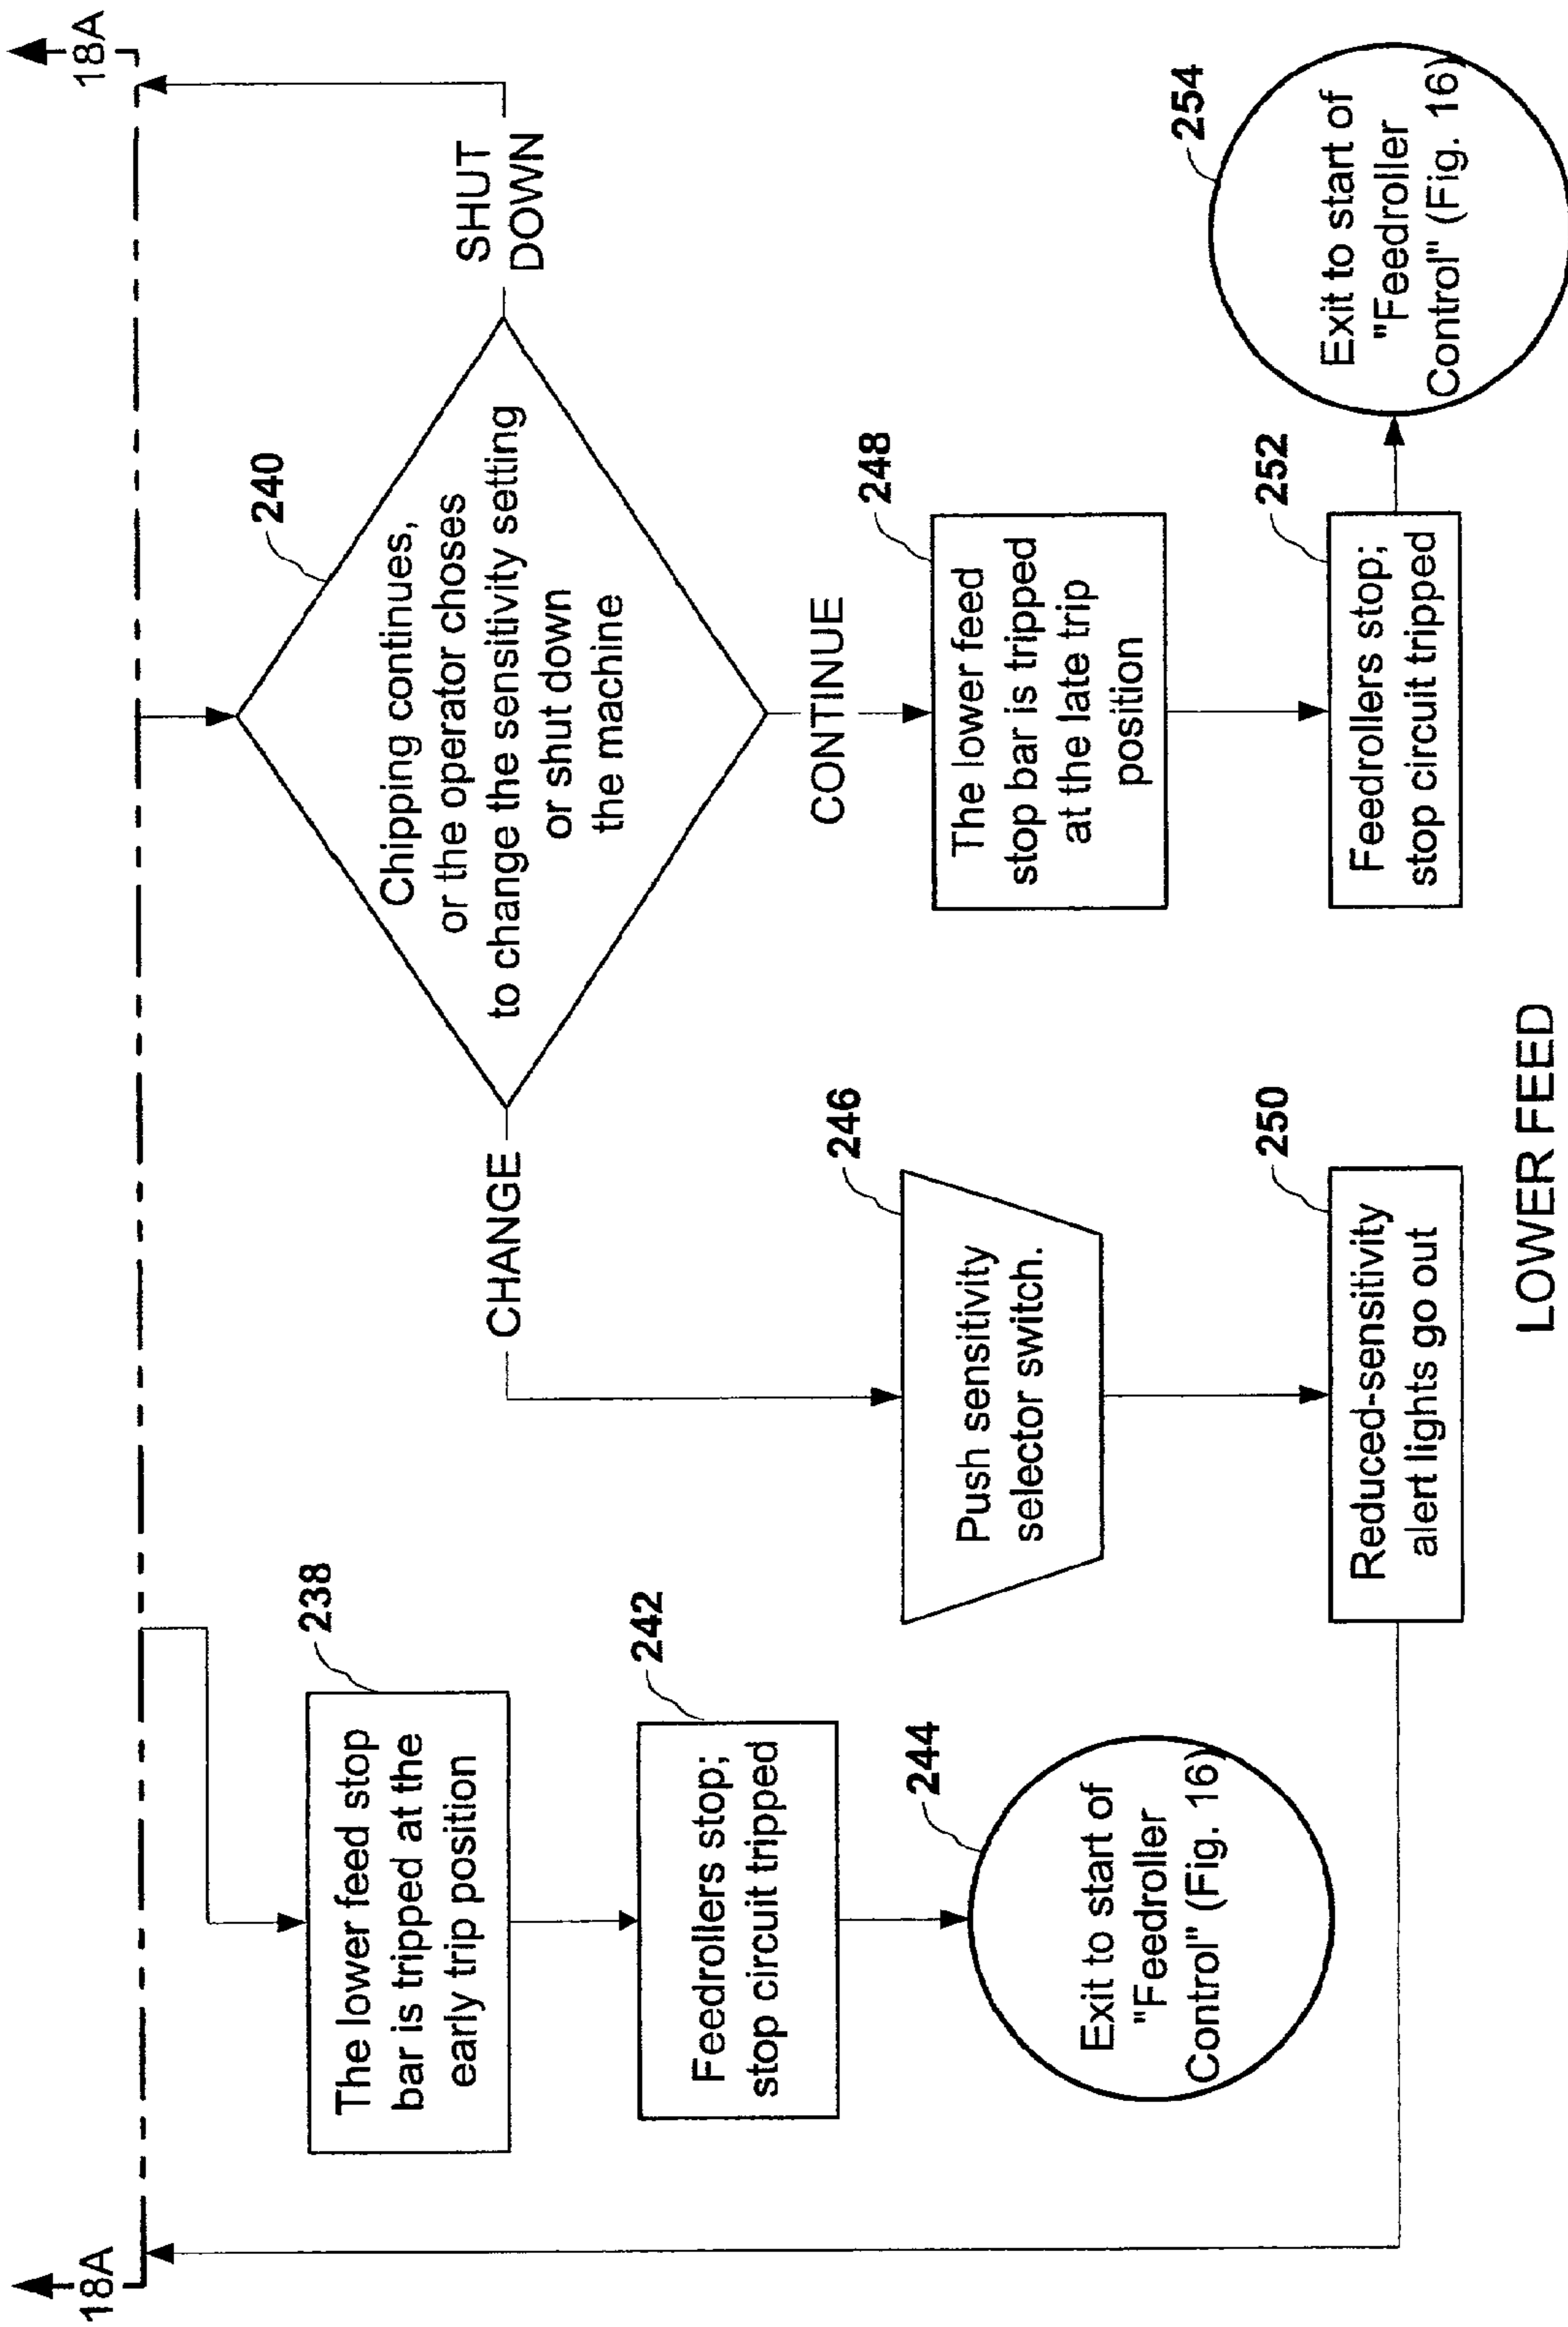 18A
18A
238
The lower feed stop
bar is tripped at the
early trip position
242
Feedrollers stop;
stop circuit tripped
244
Exit to start of
"Feedroller
Control" (Fig. 16)
240
Chipping continues,
or the operator choses
to change the sensitivity setting
or shut down
the machine
SHUT
DOWN
CHANGE
CONTINUE
246
Push sensitivity
selector switch.
250
Reduced-sensitivity
alert lights go out
248
The lower feed
stop bar is tripped
at the late trip
position
252
Feedrollers stop;
stop circuit tripped
254
Exit to start of
"Feedroller
Control" (Fig. 16)
LOWER FEED